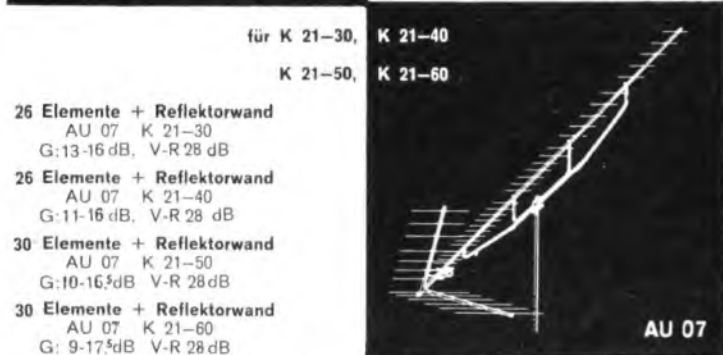 für K 21–30, K 21–40
K 21–50, K 21–60
26 Elemente + Reflektorwand
AU 07 K 21–30
G: 13-16 dB, V-R 28 dB
26 Elemente + Reflektorwand
AU 07 K 21–40
G: 11-16 dB, V-R 28 dB
30 Elemente + Reflektorwand
AU 07 K 21–50
G: 10-16,5dB V-R 28dB
30 Elemente + Reflektorwand
AU 07 K 21–60
G: 9-17,5dB V-R 28dB
AU 07